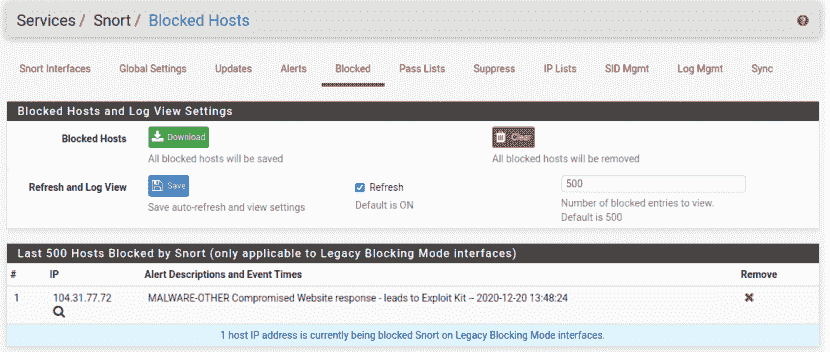 Services / Snort / Blocked Hosts
Snort Interfaces Global Settings Updates Alerts Blocked Pass Lists Suppress IP Lists SID Mgmt Log Mgmt Sync
Blocked Hosts and Log View Settings
Blocked Hosts Download Clear
All blocked hosts will be saved All blocked hosts will be removed
Refresh and Log View Save Refresh 500
Save auto-refresh and view settings Default is ON Number of blocked entries to view.
Default is 500
Last 500 Hosts Blocked by Snort (only applicable to Legacy Blocking Mode interfaces)
# IP Alert Descriptions and Event Times Remove
1 104.31.77.72 MALWARE-OTHER Compromised Website response - leads to Exploit Kit -- 2020-12-20 13:48:24
1 host IP address is currently being blocked Snort on Legacy Blocking Mode interfaces.